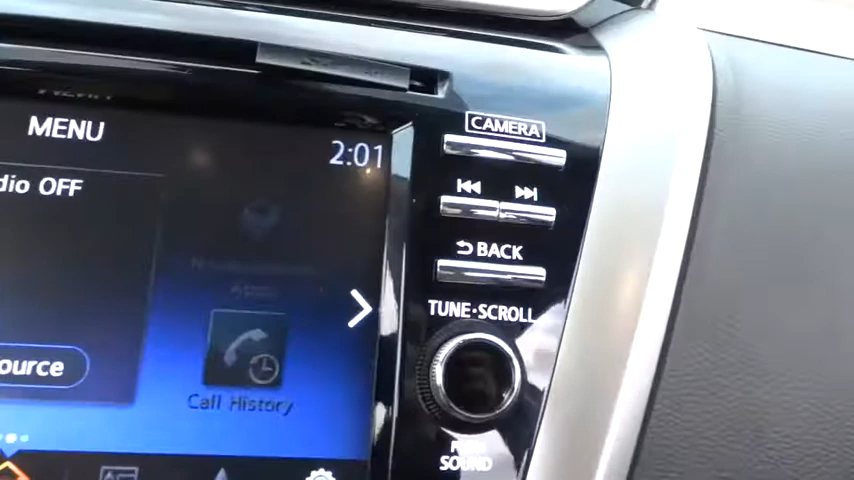 MENU
2:01
dio OFF
ource
Call History
CAMERA
BACK
TUNE·SCROLL
SOUND